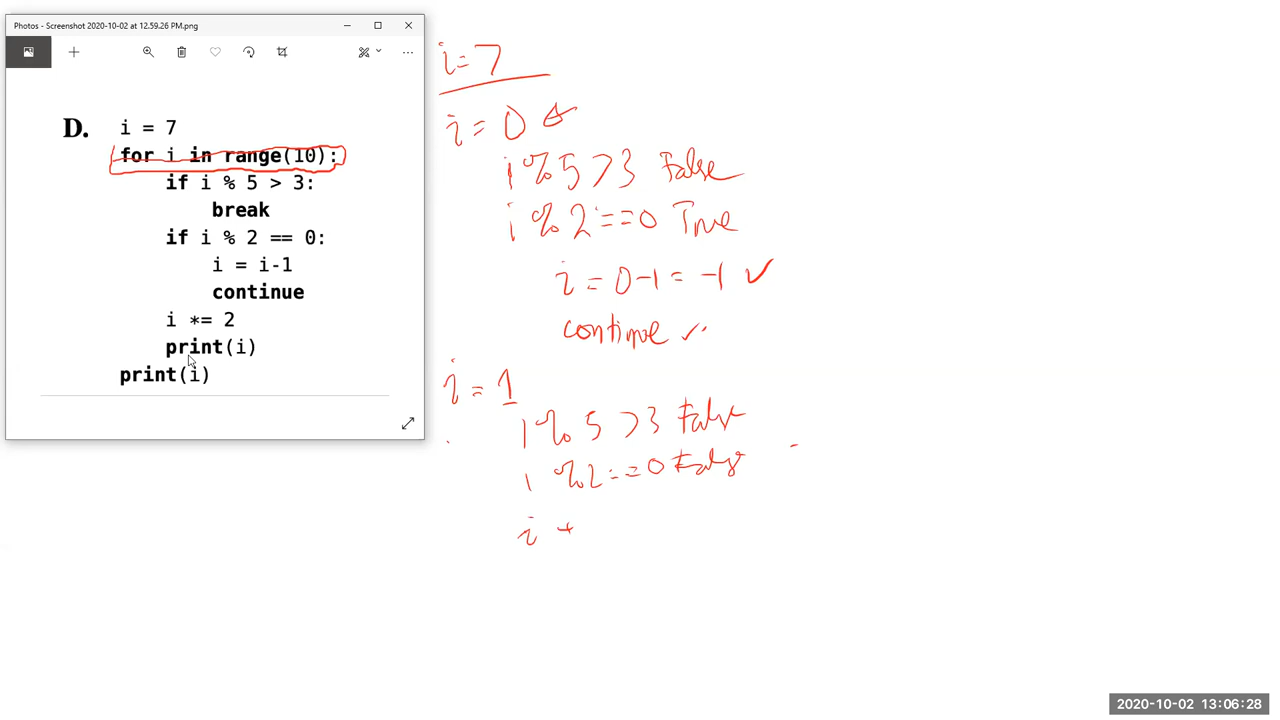 Photos - Screenshot 2020-10-02 at 12.59.26 PM.png
D. i = 7
for i in range(10):
if i % 5 > 3:
break
if i % 2 == 0:
i = i-1
continue
i *= 2
print(i)
print(i)
i = 7
i = 0
i % 5 > 3 False
i % 2 == 0 True
i = 0-1 = -1 ✓
continue ✓
i = 1
1 % 5 > 3 False
1 % 2 == 0 False
i *
2020-10-02 13:06:28